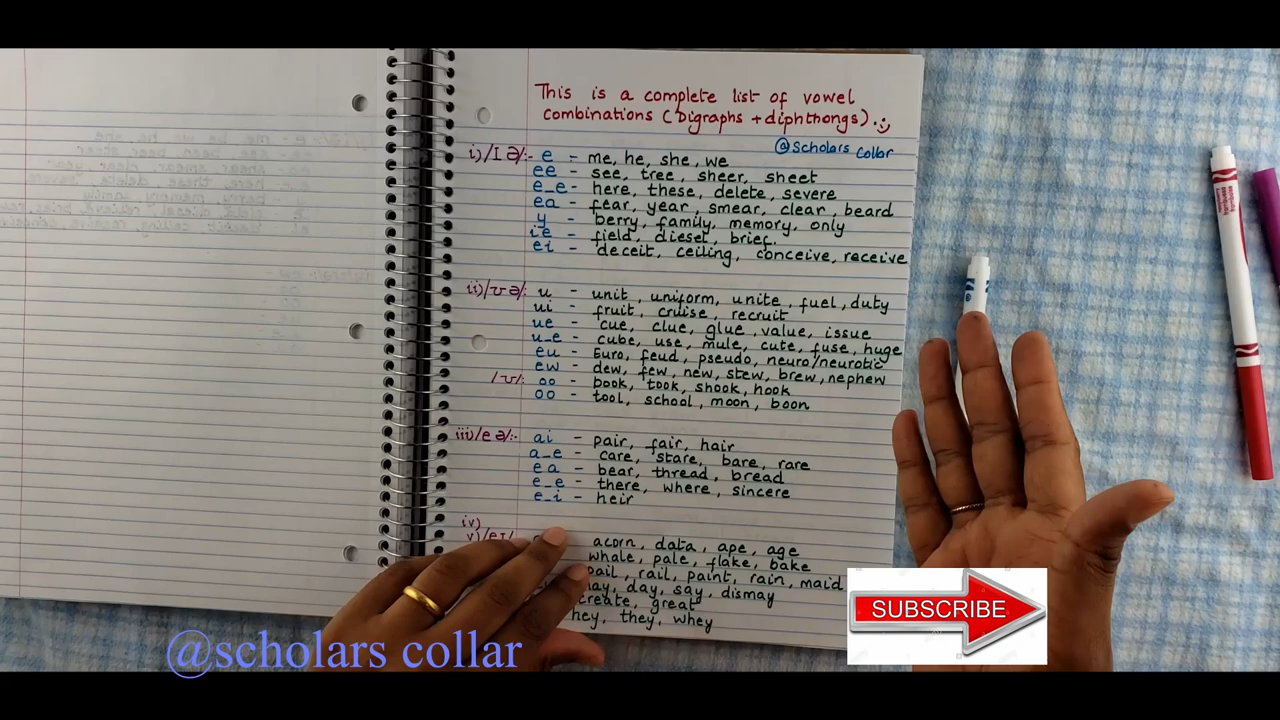 This is a complete list of vowel
combinations (Digraphs + diphthongs). :)
@Scholars Collar
i) /I ə/:- e - me, he, she, we
ee - see, tree, sheer, sheet
e_e - here, these, delete, severe
ea - fear, year, smear, clear, beard
y - berry, family, memory, only
ie - field, diesel, brief.
ei - deceit, ceiling, conceive, receive
ii) /ʊ ə/:- u - unit, uniform, unite, fuel, duty
ui - fruit, cruise, recruit
ue - cue, clue, glue, value, issue
u_e - cube, use, mule, cute, fuse, huge
eu - Euro, feud, pseudo, neuro/neurotic
ew - dew, few, new, stew, brew, nephew
/ʊ/: oo - book, took, shook, hook
oo - tool, school, moon, boon
iii) /e ə/:- ai - pair, fair, hair
a_e - care, stare, bare, rare
ea - bear, thread, bread
e_e - there, where, sincere
e_i - heir
iv)
v) /eI/ acorn, data, ape, age
whale, pale, flake, bake
pail, rail, paint, rain, maid
may, day, say, dismay
create, great
hey, they, whey
SUBSCRIBE
@scholars collar